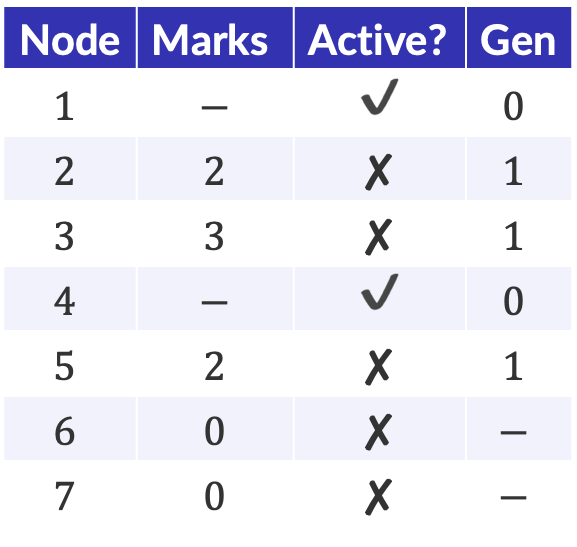 Node Marks Active? Gen
1 – ✓ 0
2 2 ✗ 1
3 3 ✗ 1
4 – ✓ 0
5 2 ✗ 1
6 0 ✗ –
7 0 ✗ –